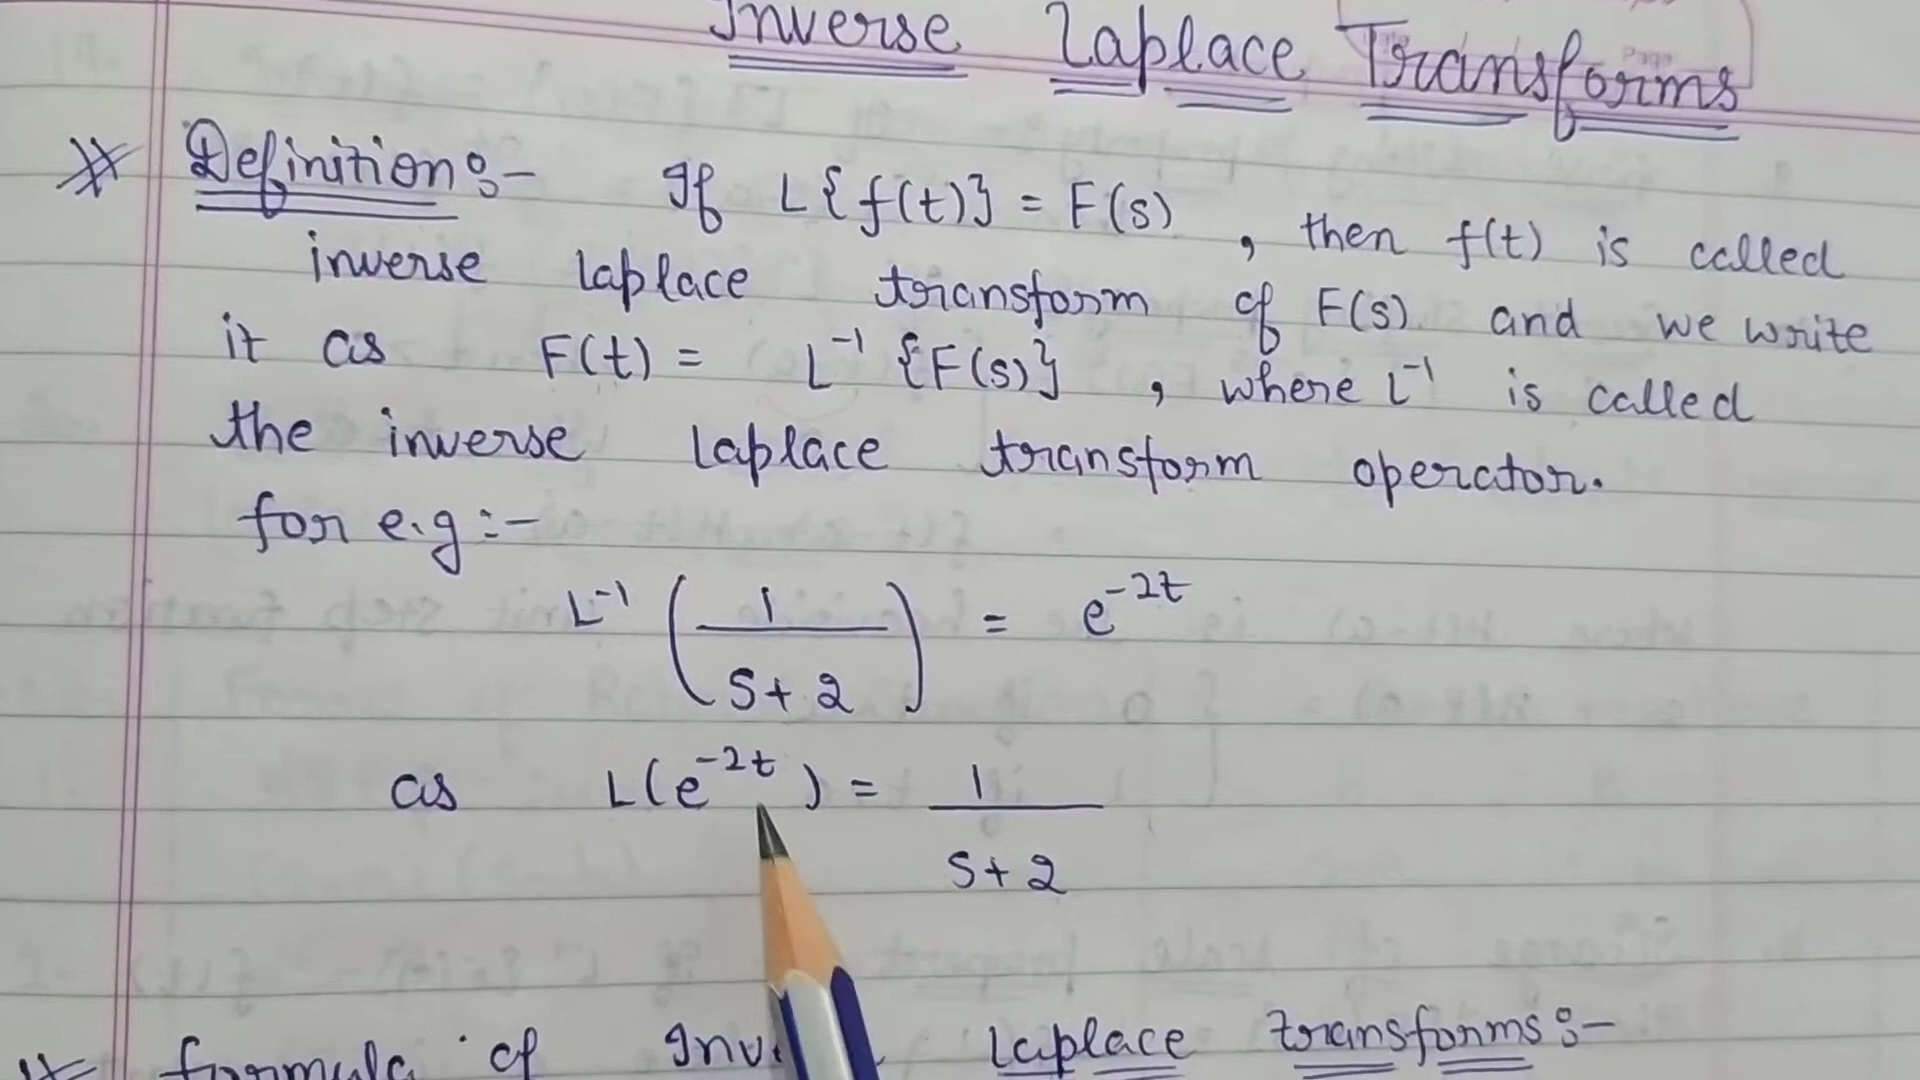 Inverse Laplace Transforms
Page
Definition:- If L{f(t)} = F(s), then f(t) is called
inverse laplace transform of F(s) and we write
it as F(t) = L⁻¹ {F(s)}, where L⁻¹ is called
the inverse laplace transform operator.
for e.g :-
L⁻¹ (1/(s+2)) = e⁻²ᵗ
as L(e⁻²ᵗ) = 1/(s+2)
formula of Laplace transforms:-